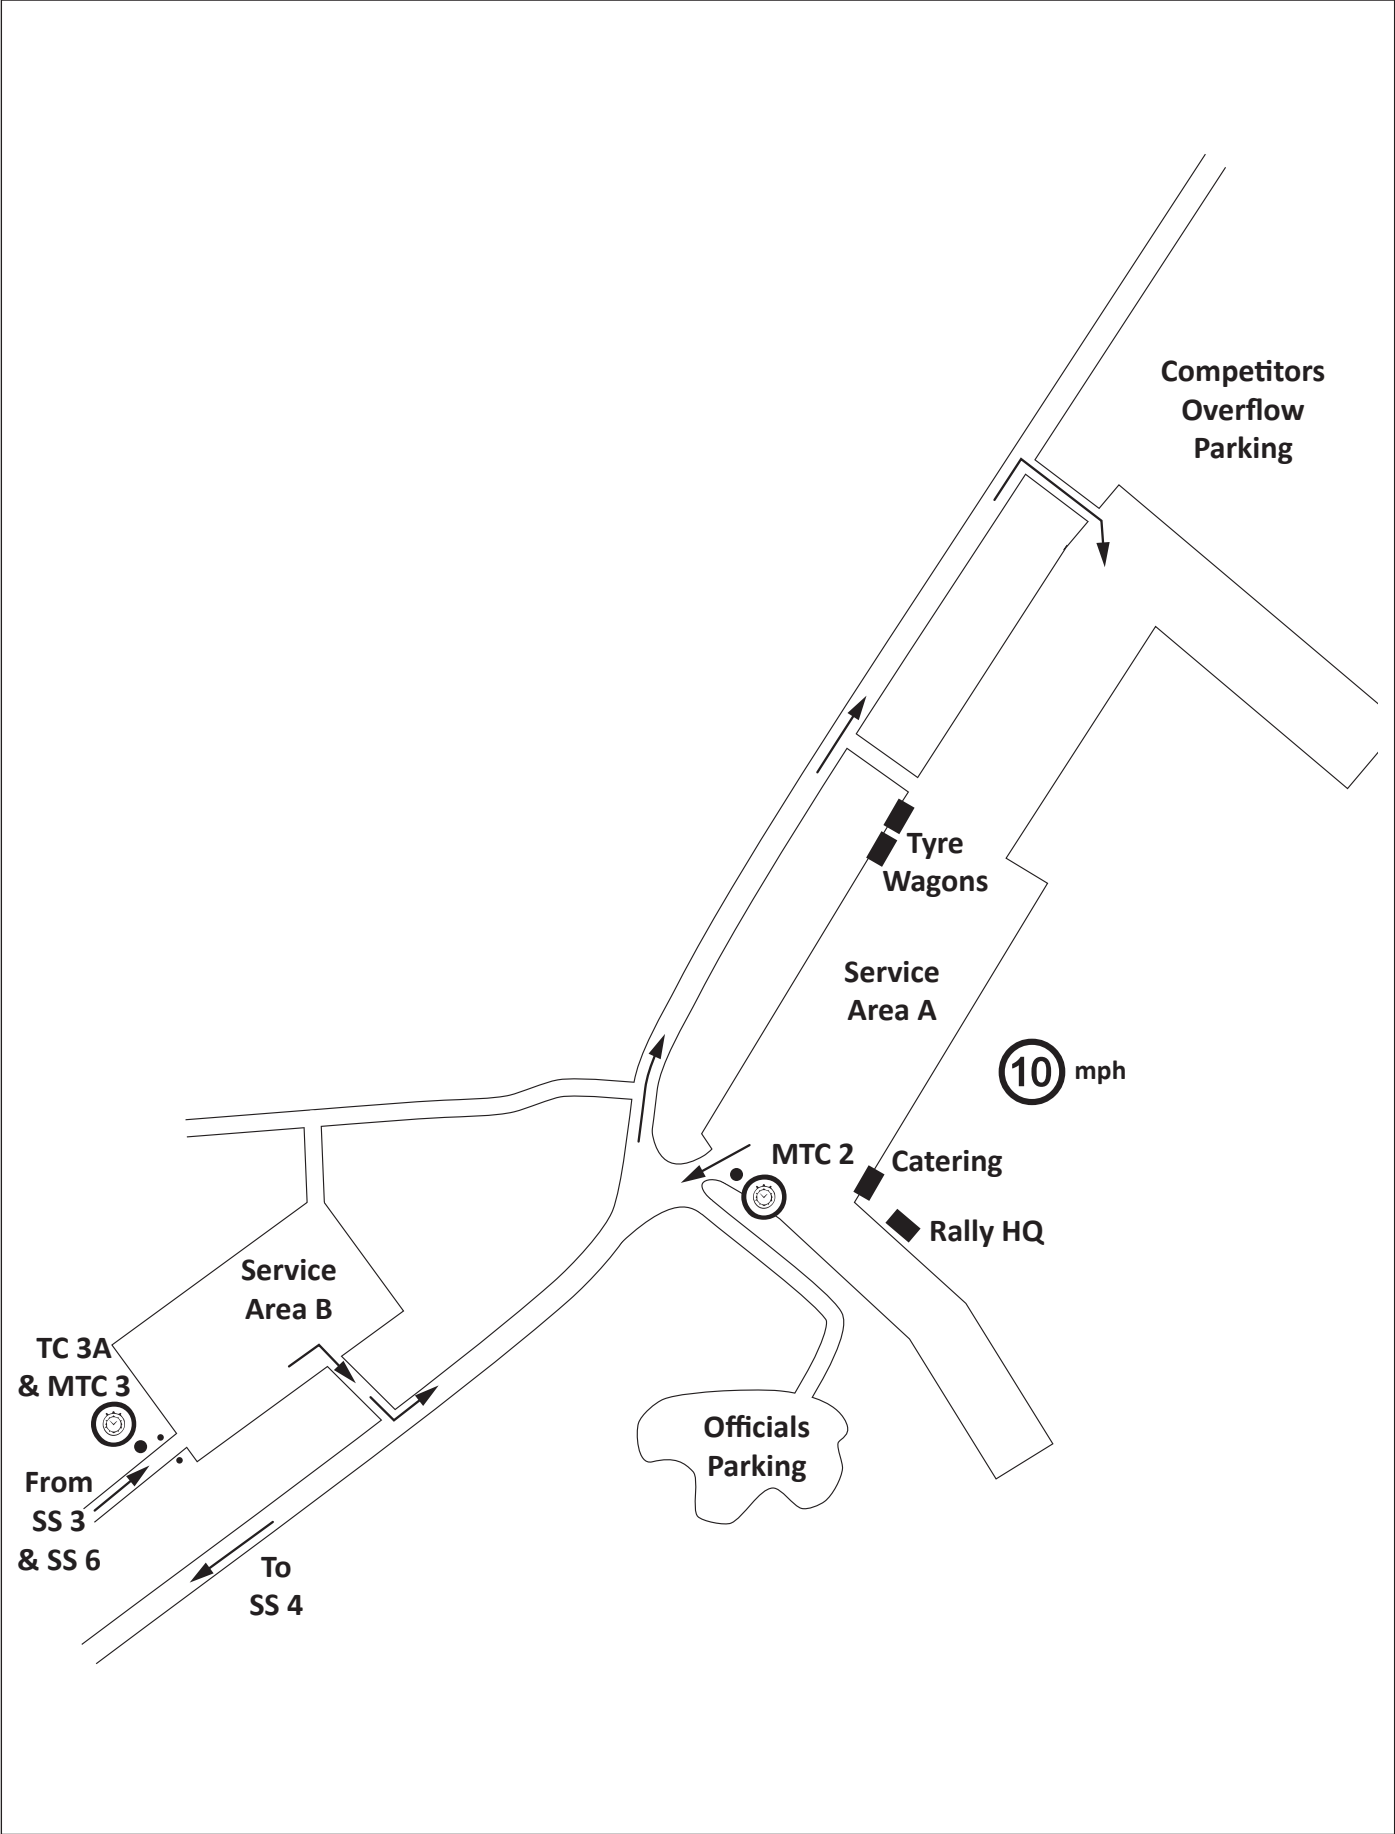 Competitors
Overflow
Parking
Tyre
Wagons
Service
Area A
10 mph
MTC 2
Catering
Rally HQ
Service
Area B
TC 3A
& MTC 3
Officials
Parking
From
SS 3
& SS 6
To
SS 4